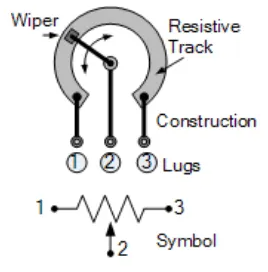 Wiper
Resistive
Track
Construction
1 2 3 Lugs
1 3
2
Symbol